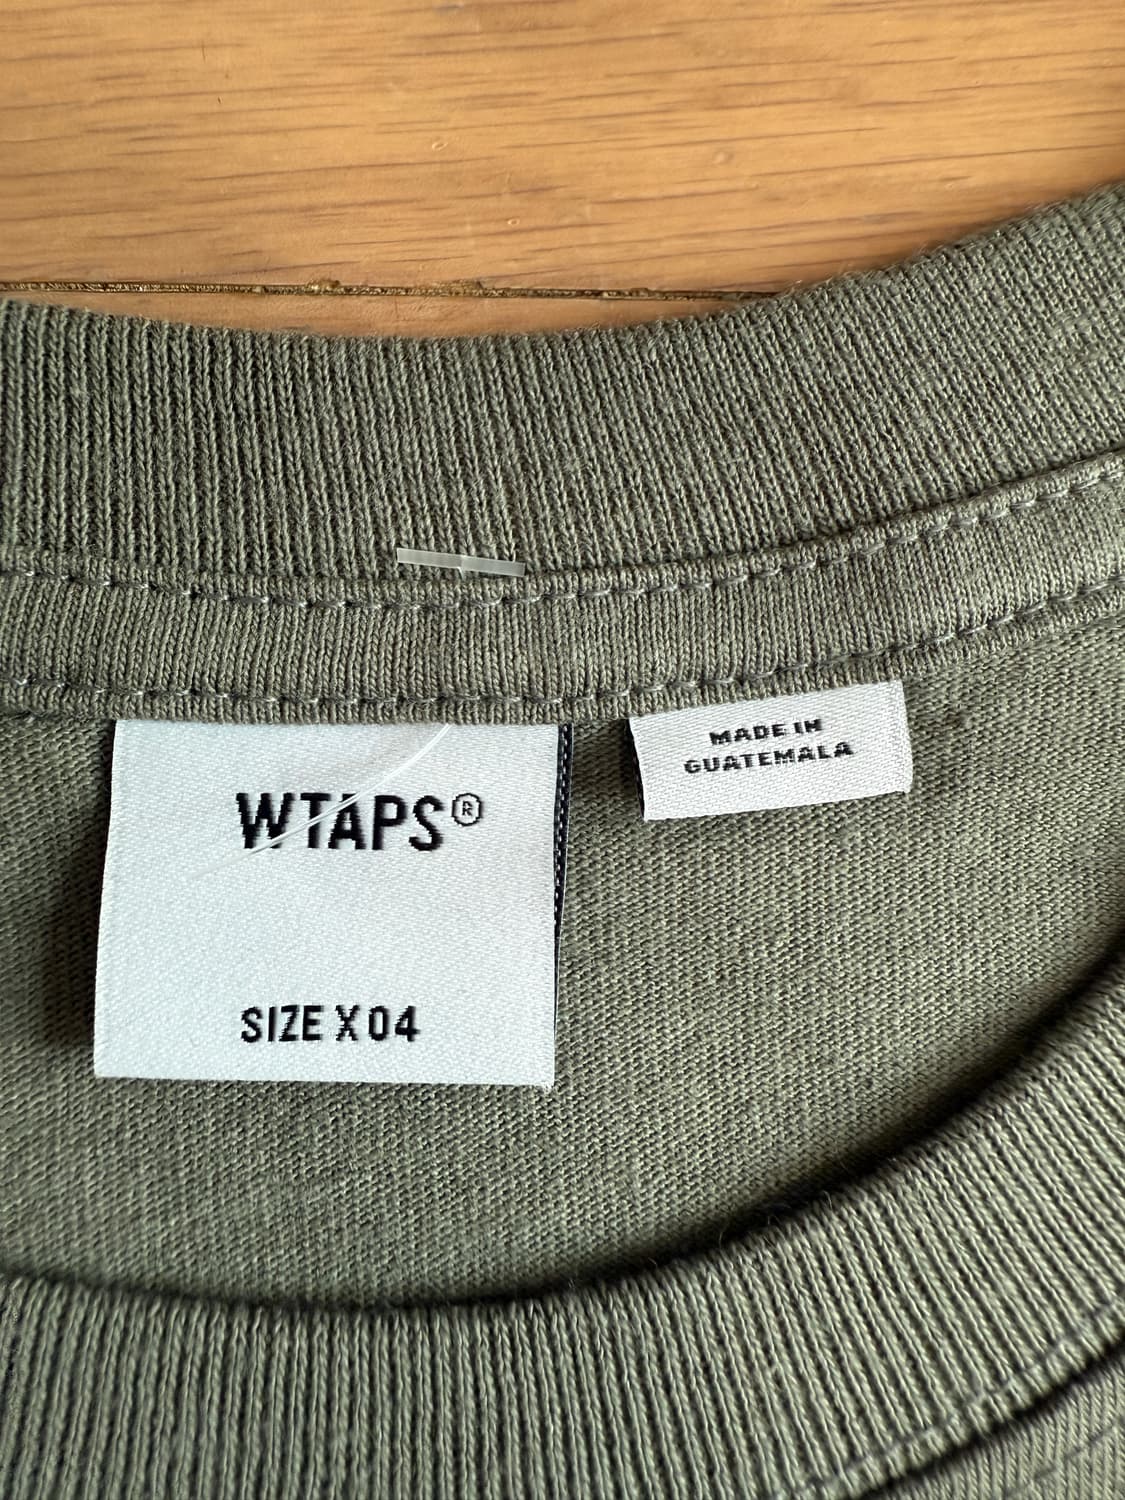 WTAPS®
SIZE X 04
MADE IN
GUATEMALA